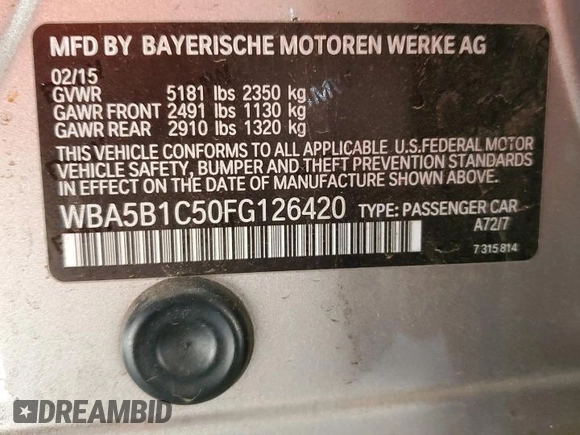 MFD BY BAYERISCHE MOTOREN WERKE AG
02/15
GVWR 5181 lbs 2350 kg
GAWR FRONT 2491 lbs 1130 kg
GAWR REAR 2910 lbs 1320 kg
THIS VEHICLE CONFORMS TO ALL APPLICABLE U.S.FEDERAL MOTOR
VEHICLE SAFETY, BUMPER AND THEFT PREVENTION STANDARDS
IN EFFECT ON THE DATE OF MANUFACTURE SHOWN ABOVE.
WBA5B1C50FG126420 TYPE: PASSENGER CAR
A72/7
7 315 814
DREAMBID